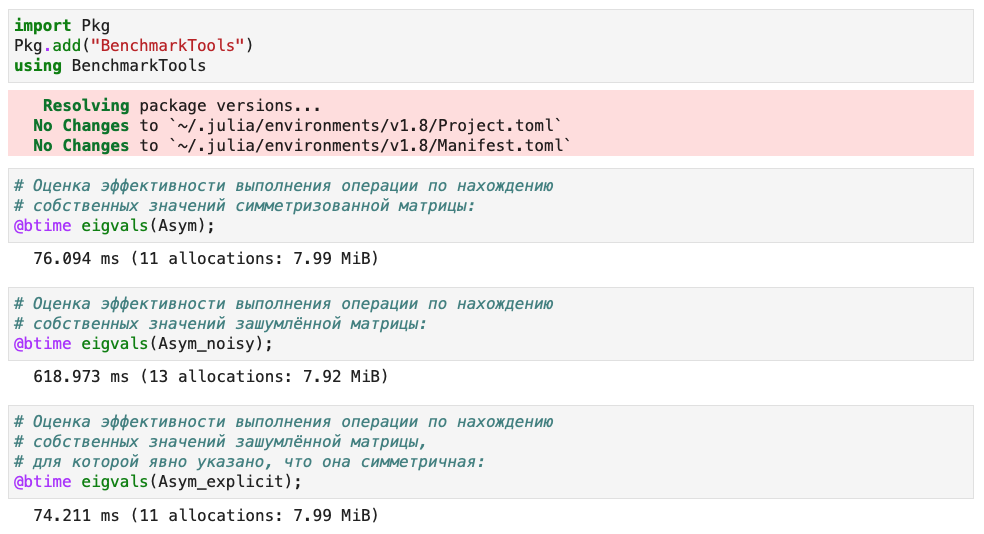 import Pkg
Pkg.add("BenchmarkTools")
using BenchmarkTools
Resolving package versions...
No Changes to `~/.julia/environments/v1.8/Project.toml`
No Changes to `~/.julia/environments/v1.8/Manifest.toml`
# Оценка эффективности выполнения операции по нахождению
# собственных значений симметризованной матрицы:
@btime eigvals(Asym);
76.094 ms (11 allocations: 7.99 MiB)
# Оценка эффективности выполнения операции по нахождению
# собственных значений зашумлённой матрицы:
@btime eigvals(Asym_noisy);
618.973 ms (13 allocations: 7.92 MiB)
# Оценка эффективности выполнения операции по нахождению
# собственных значений зашумлённой матрицы,
# для которой явно указано, что она симметричная:
@btime eigvals(Asym_explicit);
74.211 ms (11 allocations: 7.99 MiB)